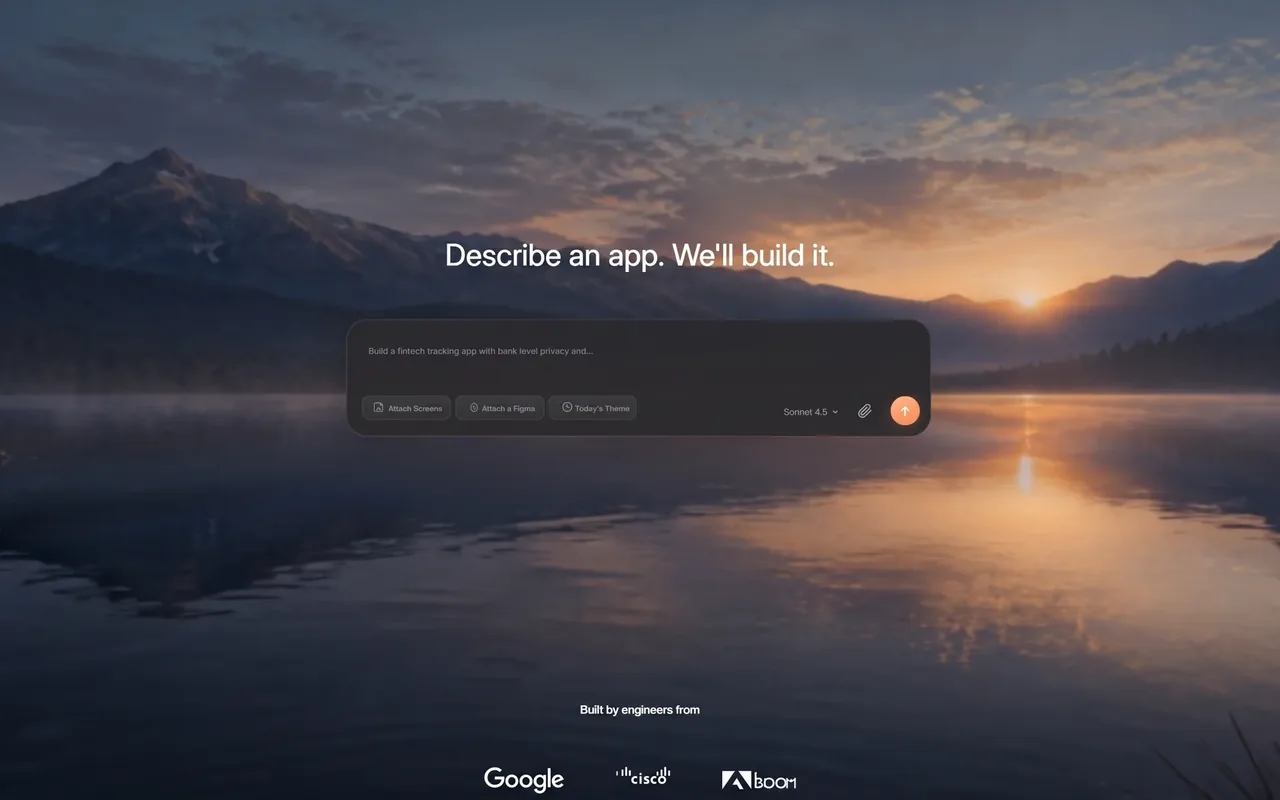 Describe an app. We'll build it.
Build a fintech tracking app with bank level privacy and...
Attach Screens Attach a Figma Today's Theme Sonnet 4.5
Built by engineers from
Google cisco BOOM